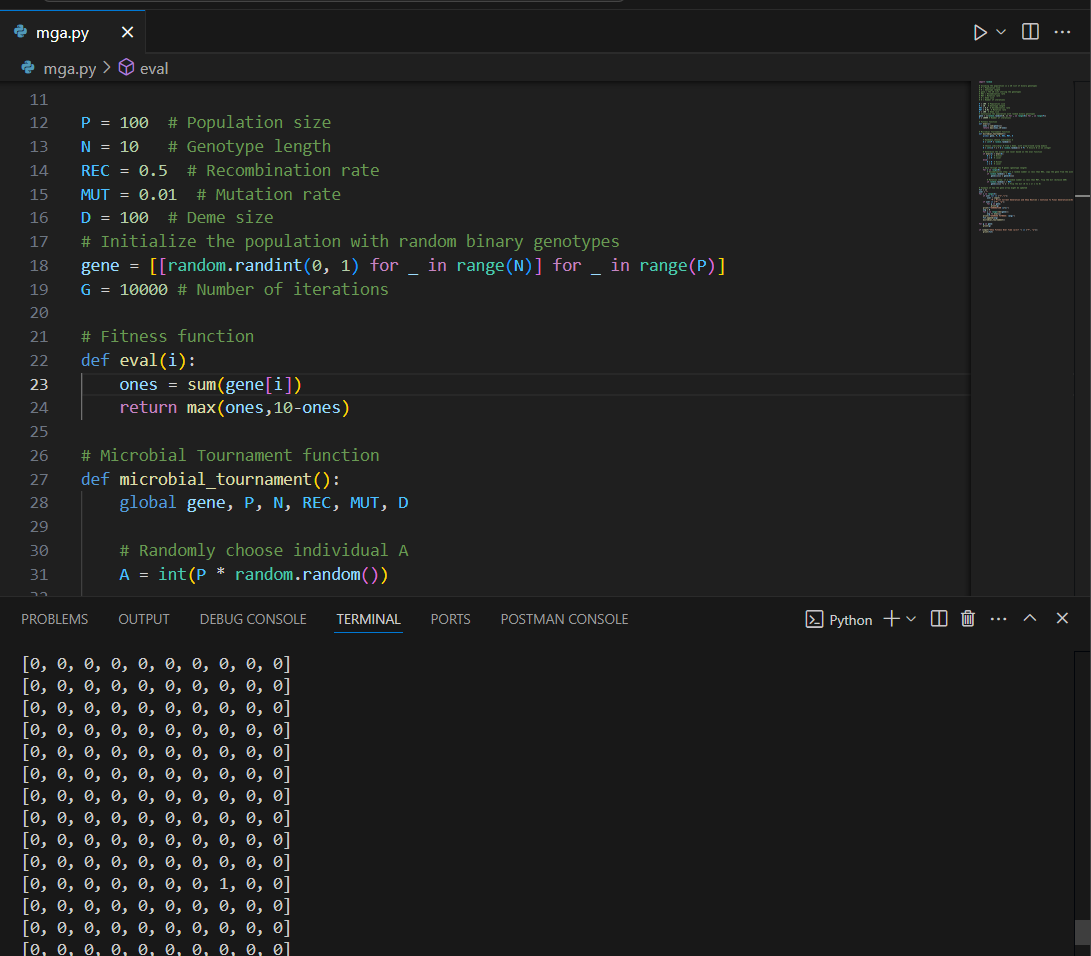 mga.py
mga.py > eval
11
12 P = 100  # Population size
13 N = 10   # Genotype length
14 REC = 0.5  # Recombination rate
15 MUT = 0.01  # Mutation rate
16 D = 100  # Deme size
17 # Initialize the population with random binary genotypes
18 gene = [[random.randint(0, 1) for _ in range(N)] for _ in range(P)]
19 G = 10000 # Number of iterations
20
21 # Fitness function
22 def eval(i):
23     ones = sum(gene[i])
24     return max(ones,10-ones)
25
26 # Microbial Tournament function
27 def microbial_tournament():
28     global gene, P, N, REC, MUT, D
29
30     # Randomly choose individual A
31     A = int(P * random.random())
PROBLEMS OUTPUT DEBUG CONSOLE TERMINAL PORTS POSTMAN CONSOLE Python
[0, 0, 0, 0, 0, 0, 0, 0, 0, 0]
[0, 0, 0, 0, 0, 0, 0, 0, 0, 0]
[0, 0, 0, 0, 0, 0, 0, 0, 0, 0]
[0, 0, 0, 0, 0, 0, 0, 0, 0, 0]
[0, 0, 0, 0, 0, 0, 0, 0, 0, 0]
[0, 0, 0, 0, 0, 0, 0, 0, 0, 0]
[0, 0, 0, 0, 0, 0, 0, 0, 0, 0]
[0, 0, 0, 0, 0, 0, 0, 0, 0, 0]
[0, 0, 0, 0, 0, 0, 0, 0, 0, 0]
[0, 0, 0, 0, 0, 0, 0, 0, 0, 0]
[0, 0, 0, 0, 0, 0, 0, 1, 0, 0]
[0, 0, 0, 0, 0, 0, 0, 0, 0, 0]
[0, 0, 0, 0, 0, 0, 0, 0, 0, 0]
[0, 0, 0, 0, 0, 0, 0, 0, 0, 0]